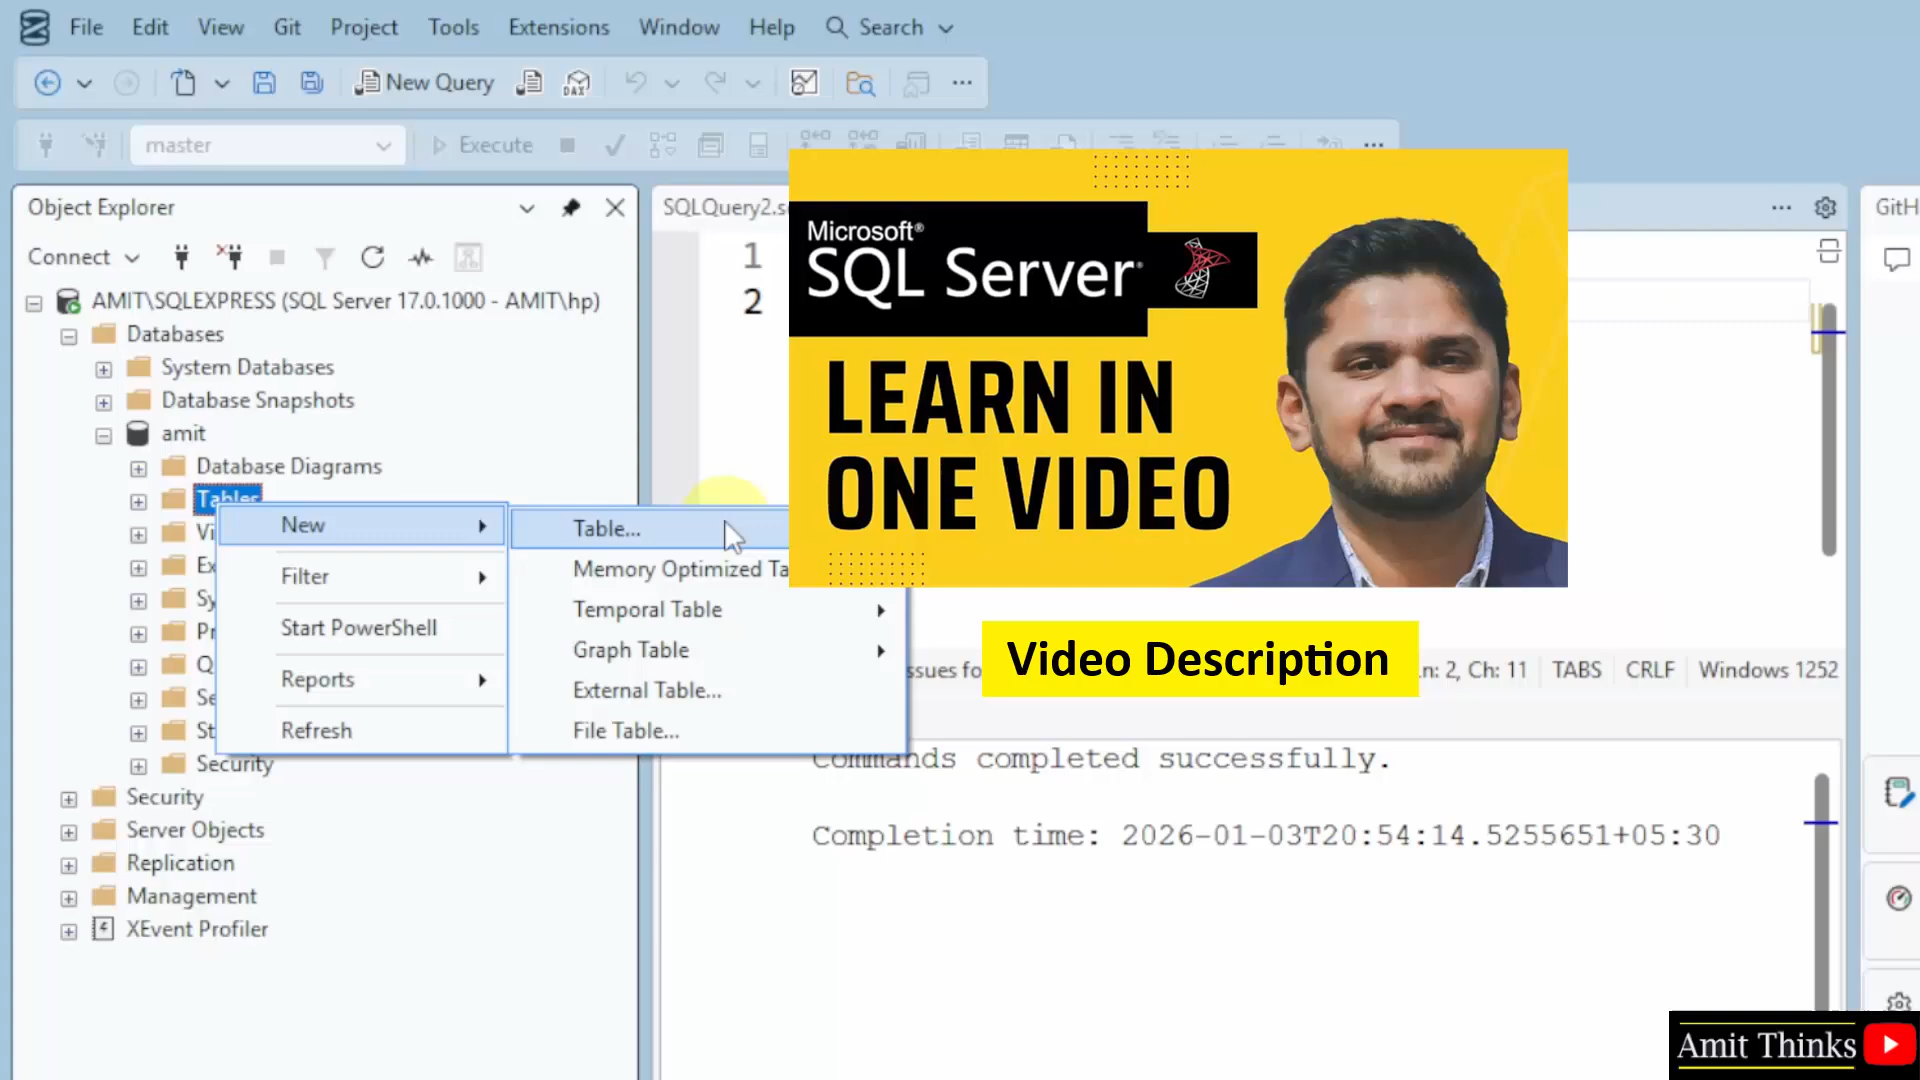 File Edit View Git Project Tools Extensions Window Help Search
New Query
DAX
master Execute
Object Explorer
Connect
AMIT\SQLEXPRESS (SQL Server 17.0.1000 - AMIT\hp)
Databases
System Databases
Database Snapshots
amit
Database Diagrams
Tables
Security
Security
Server Objects
Replication
Management
XEvent Profiler
New
Filter
Start PowerShell
Reports
Refresh
Table...
Memory Optimized Ta
Temporal Table
Graph Table
External Table...
File Table...
SQLQuery2.s
1
2
Microsoft®
SQL Server®
LEARN IN
ONE VIDEO
Video Description
ssues fo
Ln: 2, Ch: 11 TABS CRLF Windows 1252
Commands completed successfully.
Completion time: 2026-01-03T20:54:14.5255651+05:30
GitH
Amit Thinks